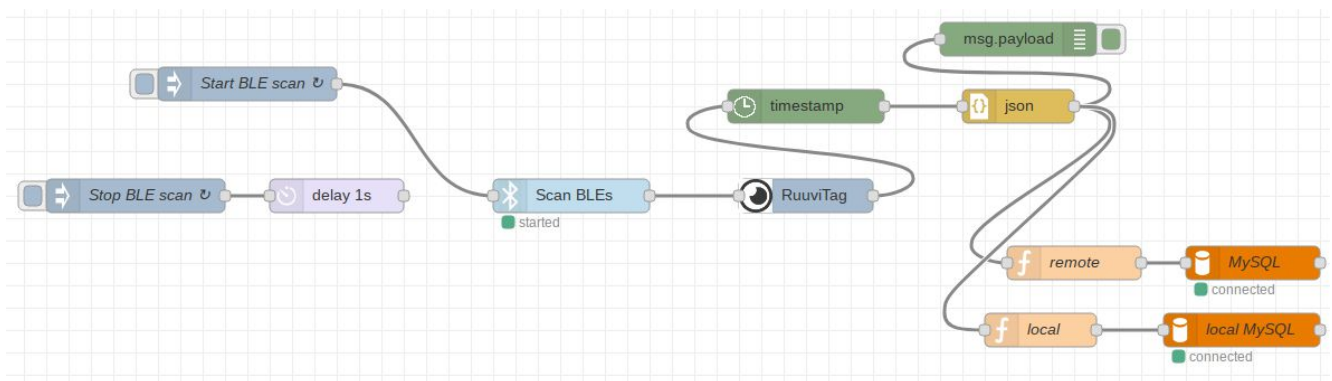 msg.payload
Start BLE scan ↻
timestamp
json
Stop BLE scan ↻
delay 1s
Scan BLEs
RuuviTag
started
remote
MySQL
connected
local
local MySQL
connected